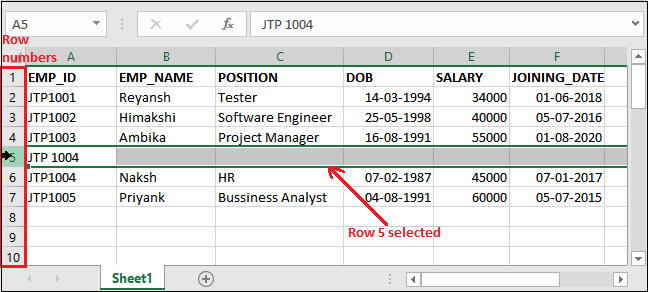 A5 fx JTP 1004
Row numbers
A B C D E F
1 EMP_ID EMP_NAME POSITION DOB SALARY JOINING_DATE
2 JTP1001 Reyansh Tester 14-03-1994 34000 01-06-2018
3 JTP1002 Himakshi Software Engineer 25-05-1998 40000 05-07-2016
4 JTP1003 Ambika Project Manager 16-08-1991 55000 01-08-2020
5 JTP 1004
6 JTP1004 Naksh HR 07-02-1987 45000 07-01-2017
7 JTP1005 Priyank Bussiness Analyst 04-08-1991 60000 05-07-2015
8
9 Row 5 selected
10
Sheet1